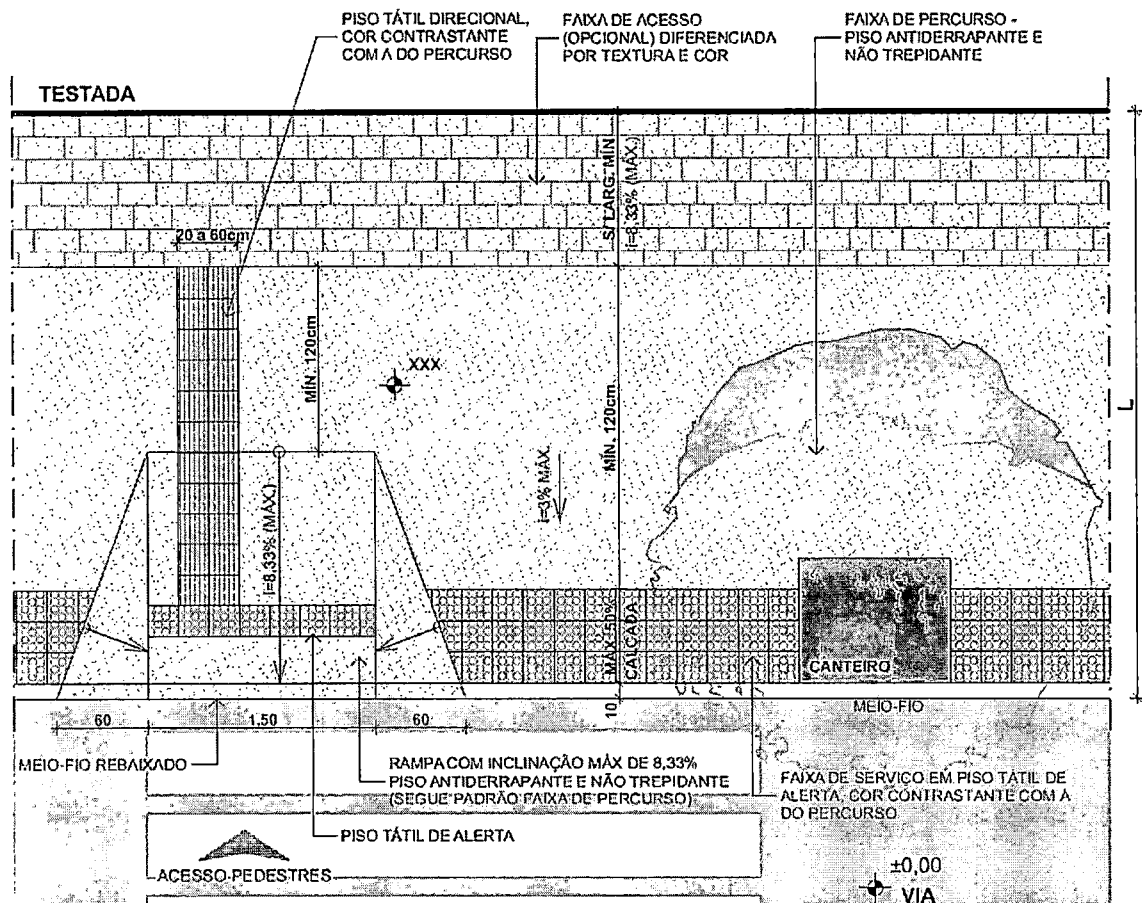 PISO TÁTIL DIRECIONAL,
COR CONTRASTANTE
COM A DO PERCURSO
FAIXA DE ACESSO
(OPCIONAL) DIFERENCIADA
POR TEXTURA E COR
FAIXA DE PERCURSO -
PISO ANTIDERRAPANTE E
NÃO TREPIDANTE
TESTADA
S/ LARG. MÍN
i=8,33% (MÁX.)
20 a 60cm
MÍN. 120cm
XXX
MÍN. 120cm
L
i=8,33% (MÁX.)
i=3% MÁX.
MÁX 50%
CALÇADA
CANTEIRO
10
MEIO-FIO
60
1,50
60
MEIO-FIO REBAIXADO
RAMPA COM INCLINAÇÃO MÁX DE 8,33%
PISO ANTIDERRAPANTE E NÃO TREPIDANTE
(SEGUE PADRÃO FAIXA DE PERCURSO)
FAIXA DE SERVIÇO EM PISO TÁTIL DE
ALERTA, COR CONTRASTANTE COM A
DO PERCURSO
PISO TÁTIL DE ALERTA
ACESSO PEDESTRES
±0,00
VIA